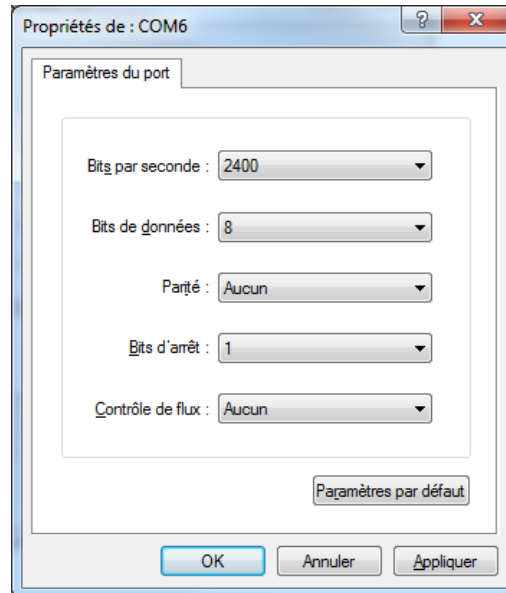 Propriétés de : COM6
Paramètres du port
Bits par seconde : 2400
Bits de données : 8
Parité : Aucun
Bits d'arrêt : 1
Contrôle de flux : Aucun
Paramètres par défaut
OK Annuler Appliquer